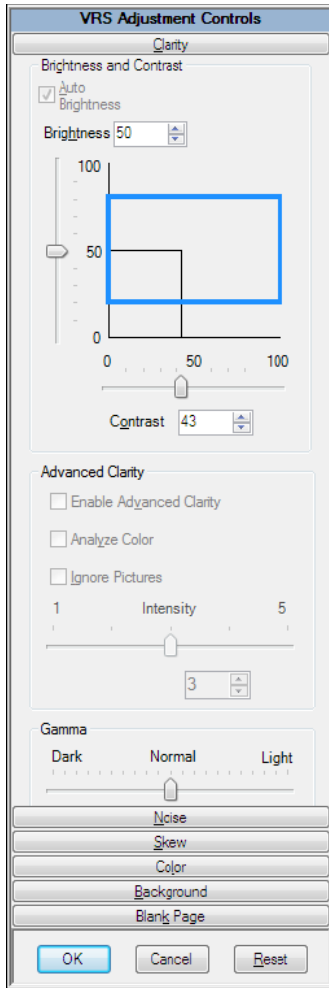 VRS Adjustment Controls
Clarity
Brightness and Contrast
Auto
Brightness
Brightness 50
100
50
0
0 50 100
Contrast 43
Advanced Clarity
Enable Advanced Clarity
Analyze Color
Ignore Pictures
1 Intensity 5
3
Gamma
Dark Normal Light
Noise
Skew
Color
Background
Blank Page
OK Cancel Reset